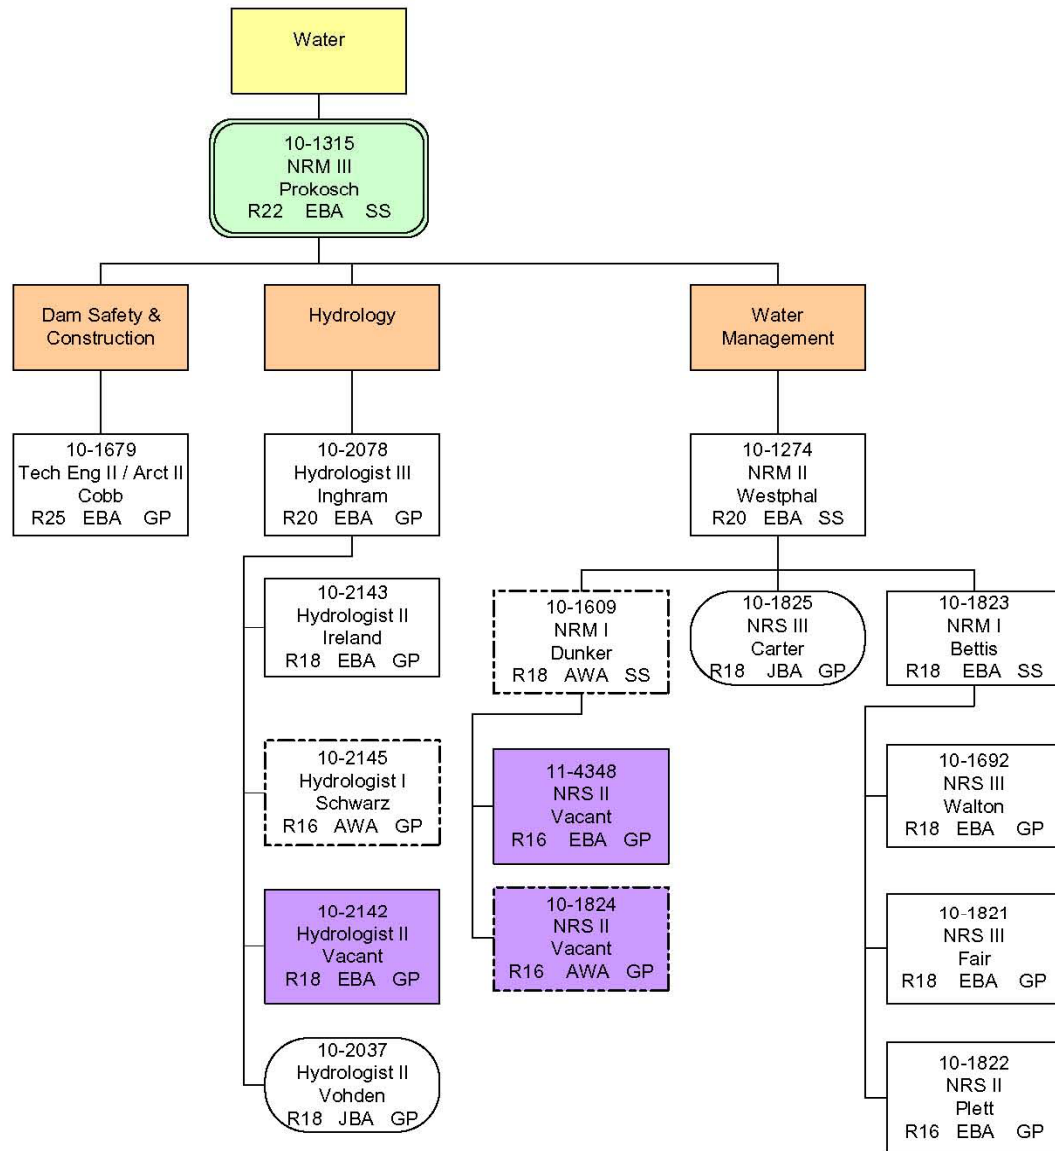 Water
10-1315
NRM III
Prokosch
R22 EBA SS
Dam Safety &
Construction
Hydrology
Water
Management
10-1679
Tech Eng II / Arct II
Cobb
R25 EBA GP
10-2078
Hydrologist III
Inghram
R20 EBA GP
10-1274
NRM II
Westphal
R20 EBA SS
10-2143
Hydrologist II
Ireland
R18 EBA GP
10-2145
Hydrologist I
Schwarz
R16 AWA GP
10-2142
Hydrologist II
Vacant
R18 EBA GP
10-2037
Hydrologist II
Vohden
R18 JBA GP
10-1609
NRM I
Dunker
R18 AWA SS
11-4348
NRS II
Vacant
R16 EBA GP
10-1824
NRS II
Vacant
R16 AWA GP
10-1825
NRS III
Carter
R18 JBA GP
10-1823
NRM I
Bettis
R18 EBA SS
10-1692
NRS III
Walton
R18 EBA GP
10-1821
NRS III
Fair
R18 EBA GP
10-1822
NRS II
Plett
R16 EBA GP